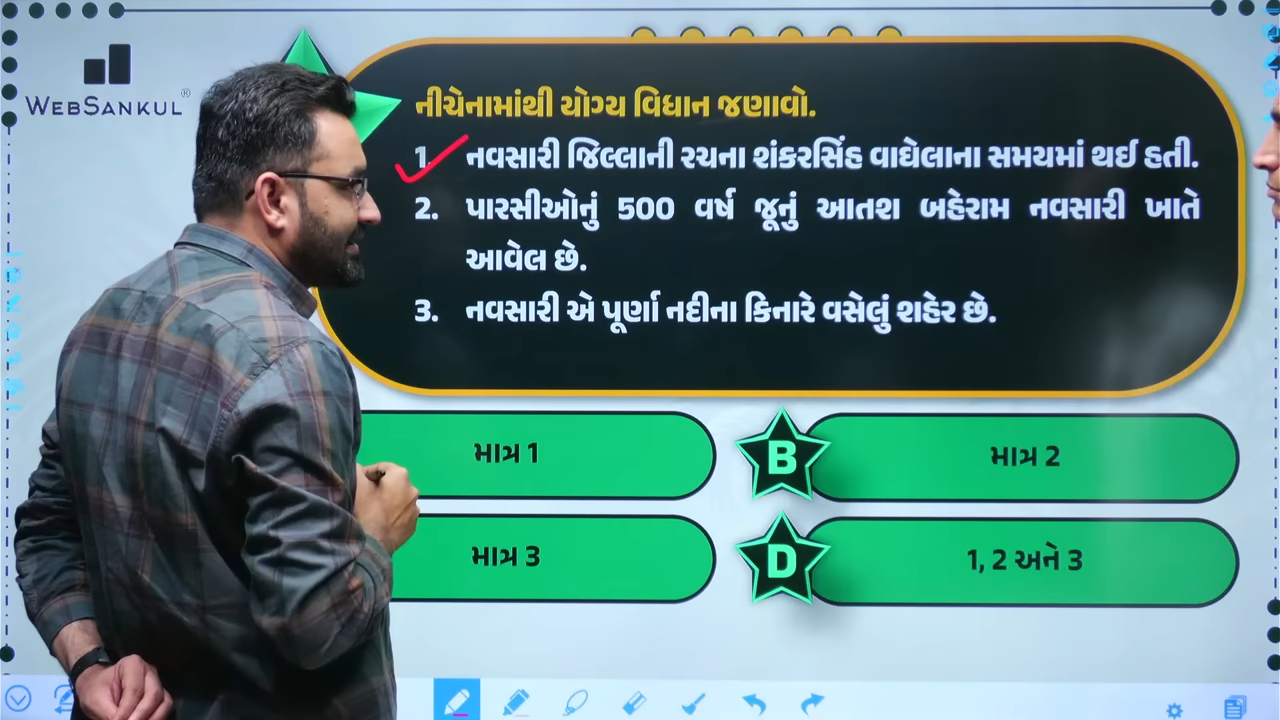 WEBSANKUL®
નીચેનામાંથી યોગ્ય વિધાન જણાવો.
1. નવસારી જિલ્લાની રચના શંકરસિંહ વાઘેલાના સમયમાં થઈ હતી.
2. પારસીઓનું 500 વર્ષ જૂનું આતશ બહેરામ નવસારી ખાતે
આવેલ છે.
3. નવસારી એ પૂર્ણા નદીના કિનારે વસેલું શહેર છે.
માત્ર 1
B માત્ર 2
માત્ર 3
D 1, 2 અને 3